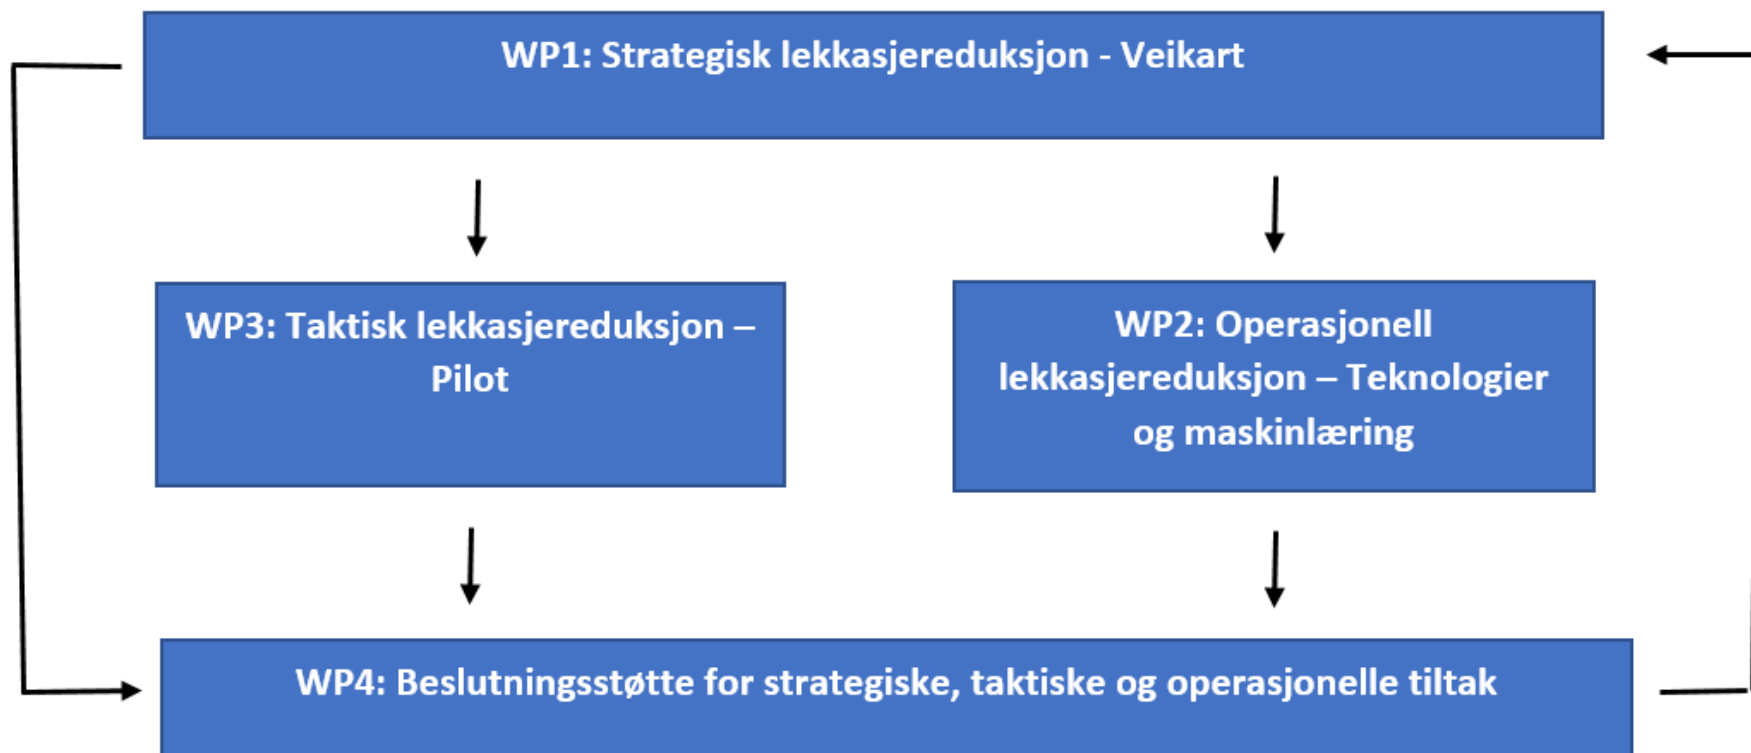 WP1: Strategisk lekkasjereduksjon - Veikart
WP3: Taktisk lekkasjereduksjon –
Pilot
WP2: Operasjonell
lekkasjereduksjon – Teknologier
og maskinlæring
WP4: Beslutningsstøtte for strategiske, taktiske og operasjonelle tiltak